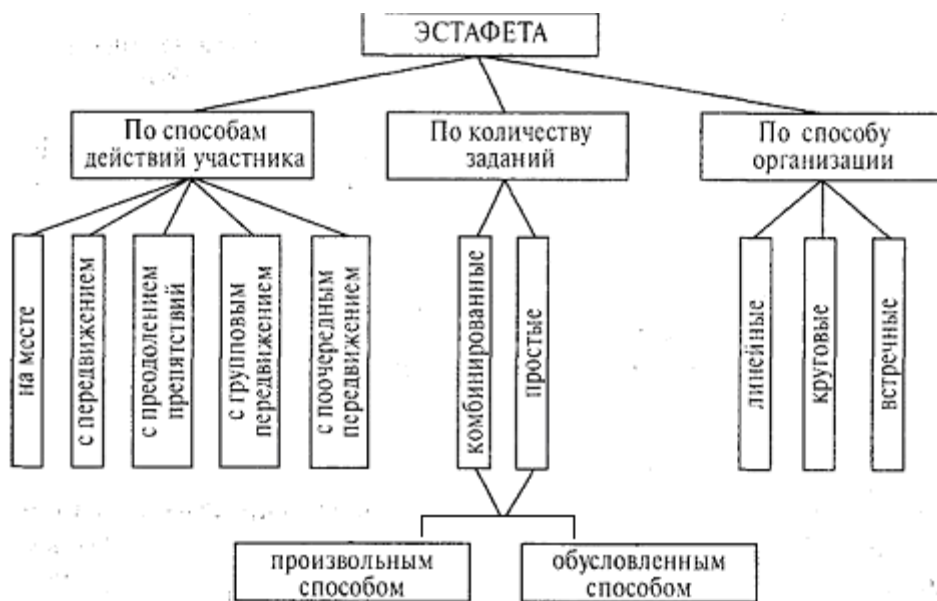 ЭСТАФЕТА
По способам
действий участника
По количеству
заданий
По способу
организации
на месте
с передвижением
с преодолением
препятствий
с групповым
передвижением
с поочередным
передвижением
комбинированные
простые
линейные
круговые
встречные
произвольным
способом
обусловленным
способом